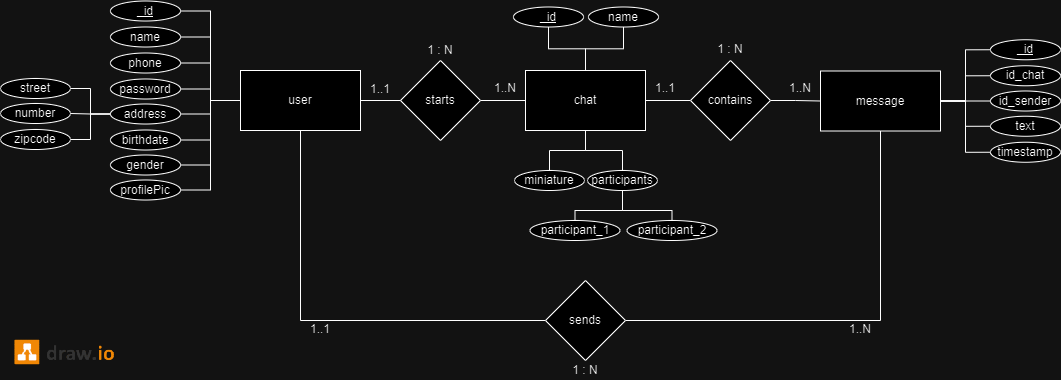 _id
name
phone
password
address
birthdate
gender
profilePic
street
number
zipcode
user
1..1
1 : N
starts
1..N
_id
name
chat
miniature
participants
participant_1
participant_2
1..1
1 : N
contains
1..N
message
_id
id_chat
id_sender
text
timestamp
1..1
sends
1..N
1 : N
draw.io